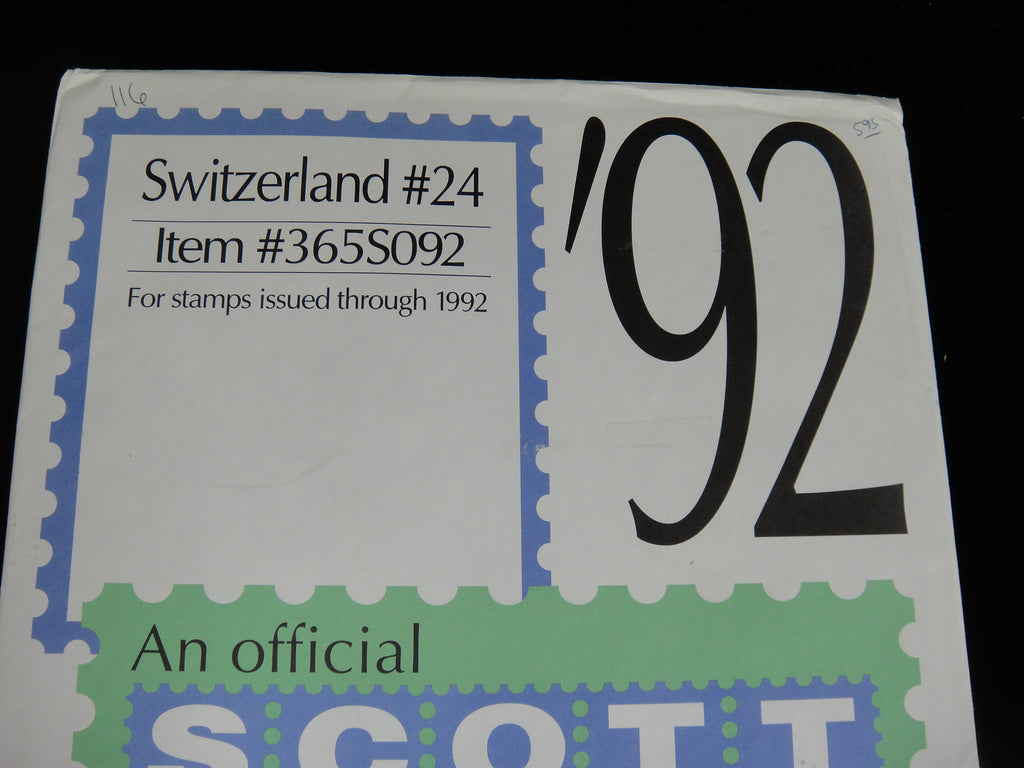 116
595
'92
Switzerland #24
Item #365S092
For stamps issued through 1992
An official
SCOTT